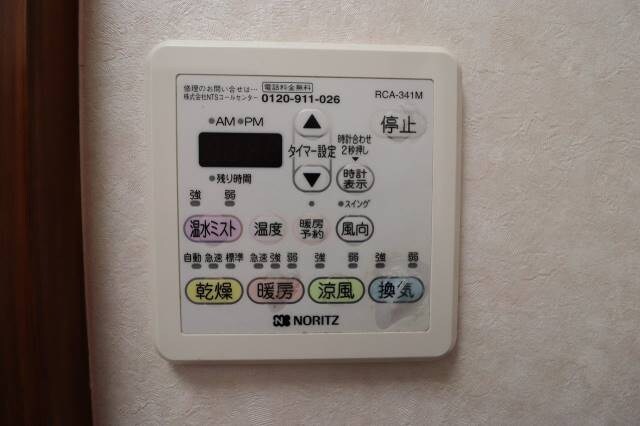 修理のお問い合せは… 電話料金無料
株式会社NTSコールセンター 0120-911-026 RCA-341M
AM PM
停止
時計合わせ
2秒押し
タイマー設定
残り時間
時計
表示
強 弱
スイング
温水ミスト 温度 暖房
予約 風向
自動 急速 標準 急速 強 弱 強 弱 強 弱
乾燥 暖房 涼風 換気
NORITZ